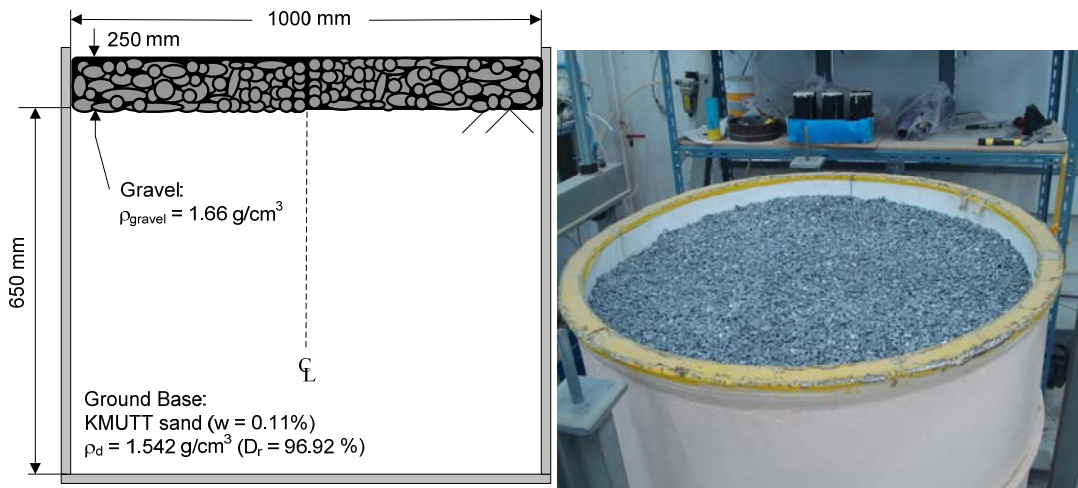 1000 mm
250 mm
Gravel:
ρgravel = 1.66 g/cm³
650 mm
℄
Ground Base:
KMUTT sand (w = 0.11%)
ρd = 1.542 g/cm³ (Dr = 96.92 %)